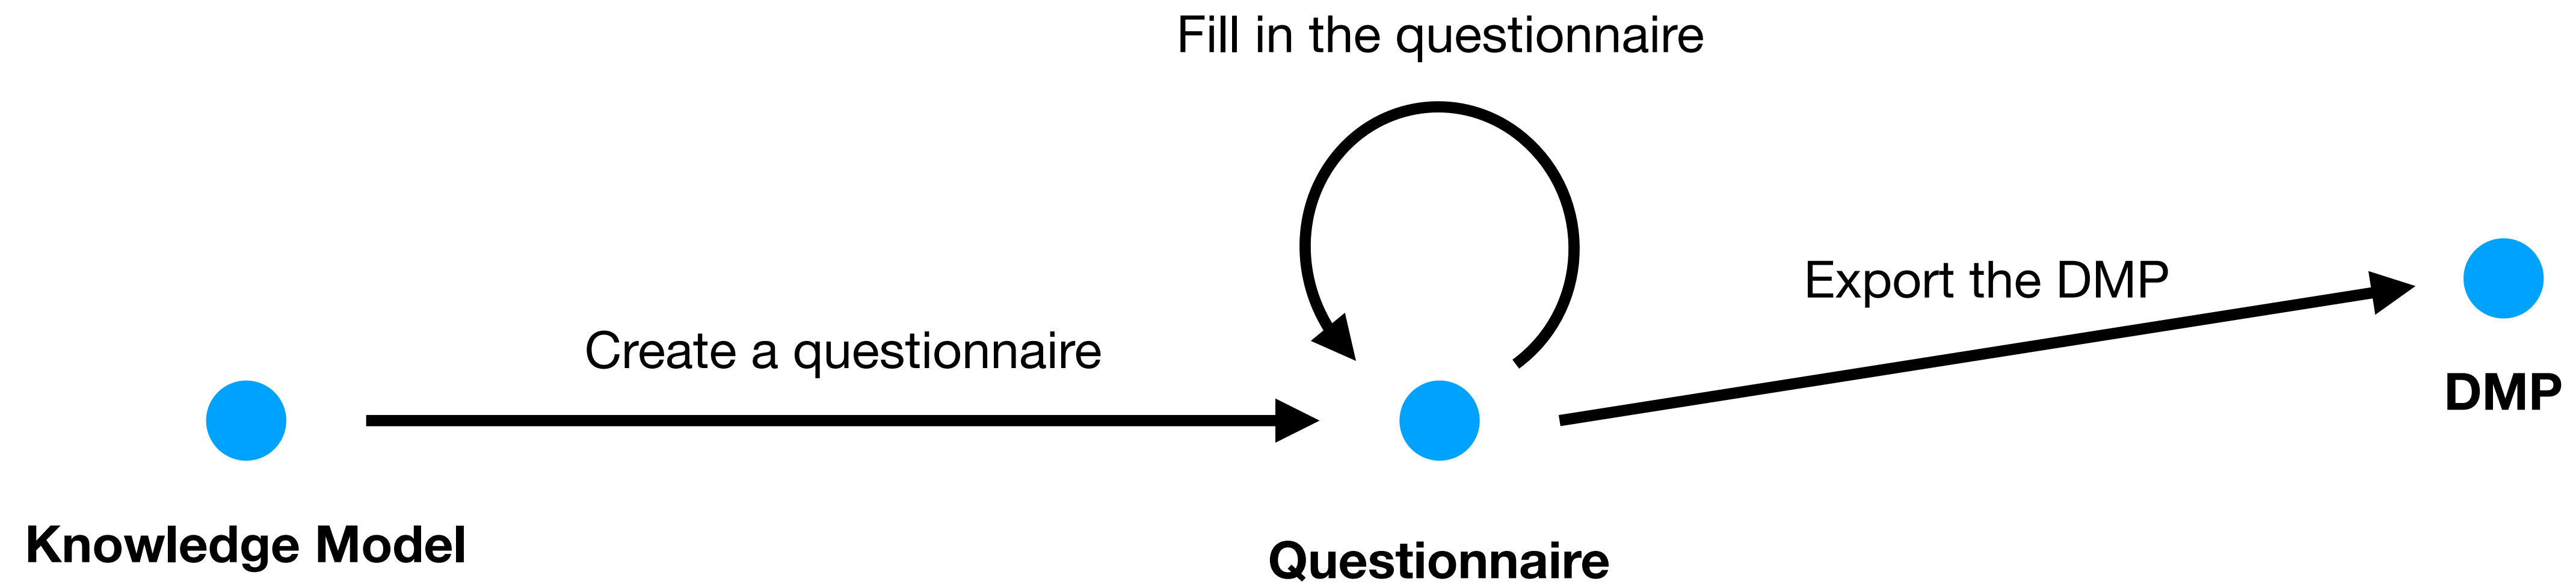 Fill in the questionnaire
Create a questionnaire
Export the DMP
Knowledge Model
Questionnaire
DMP